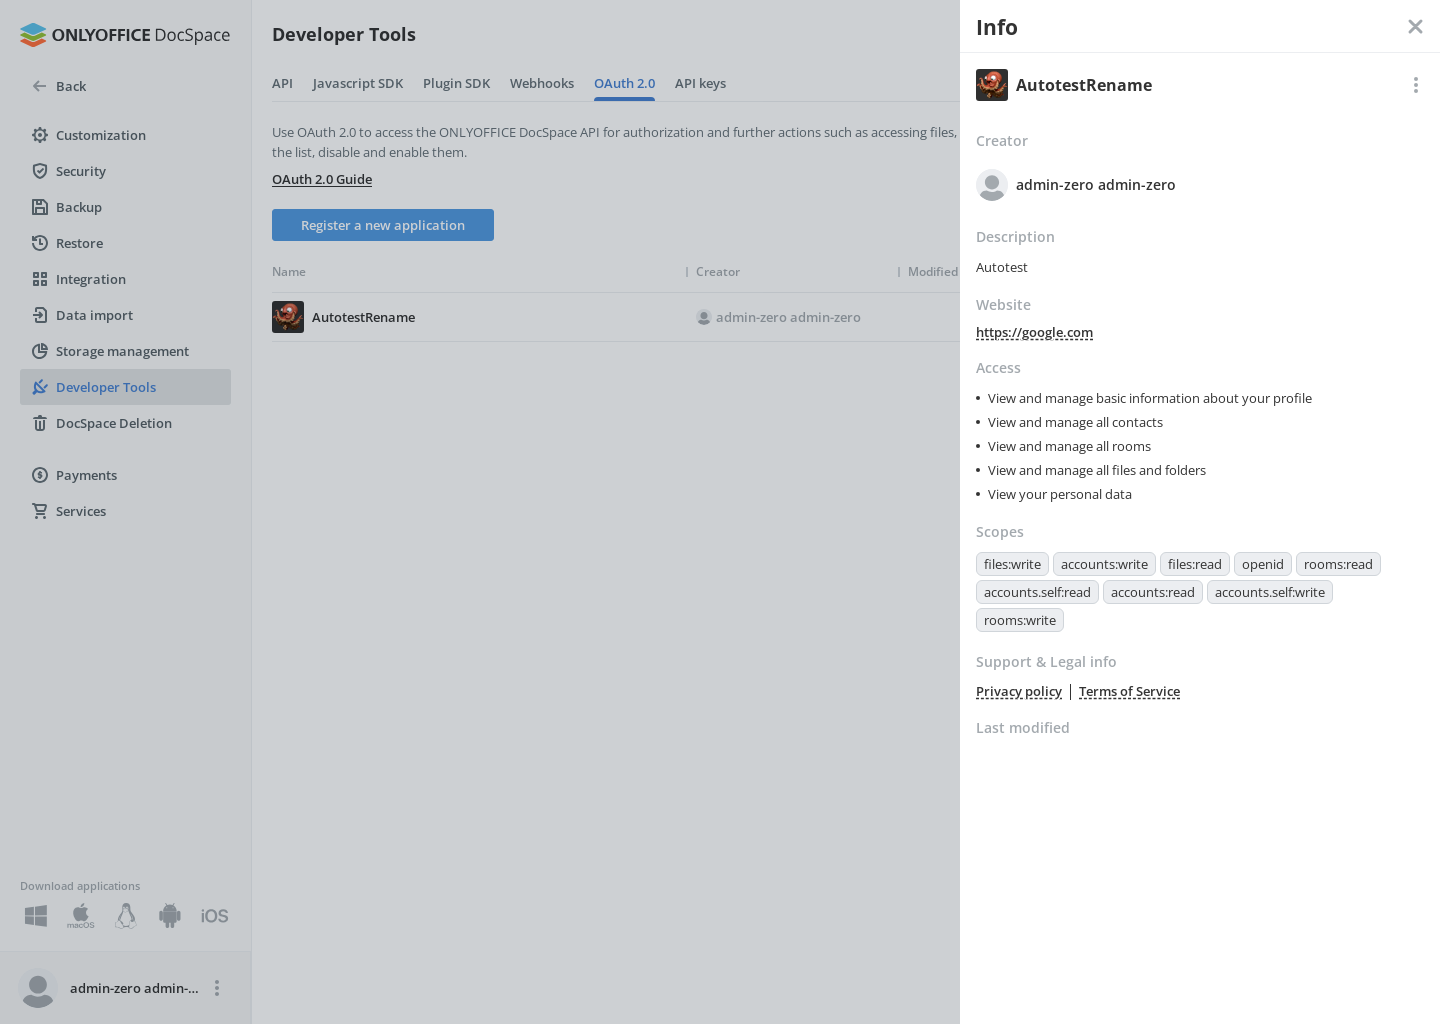 ONLYOFFICE DocSpace
Back
Customization
Security
Backup
Restore
Integration
Data import
Storage management
Developer Tools
DocSpace Deletion
Payments
Services
Download applications
macOS
iOS
admin-zero admin-...
Developer Tools
API
Javascript SDK
Plugin SDK
Webhooks
OAuth 2.0
API keys
Use OAuth 2.0 to access the ONLYOFFICE DocSpace API for authorization and further actions such as accessing files,
the list, disable and enable them.
OAuth 2.0 Guide
Register a new application
Name
Creator
Modified
AutotestRename
admin-zero admin-zero
Info
AutotestRename
Creator
admin-zero admin-zero
Description
Autotest
Website
https://google.com
Access
• View and manage basic information about your profile
• View and manage all contacts
• View and manage all rooms
• View and manage all files and folders
• View your personal data
Scopes
files:write accounts:write files:read openid rooms:read
accounts.self:read accounts:read accounts.self:write
rooms:write
Support & Legal info
Privacy policy | Terms of Service
Last modified